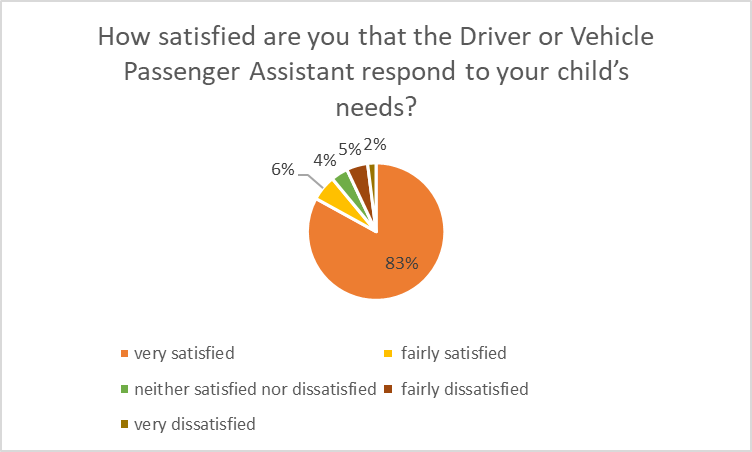 How satisfied are you that the Driver or Vehicle
Passenger Assistant respond to your child’s
needs?
6%
4%
5%
2%
83%
very satisfied
fairly satisfied
neither satisfied nor dissatisfied
fairly dissatisfied
very dissatisfied